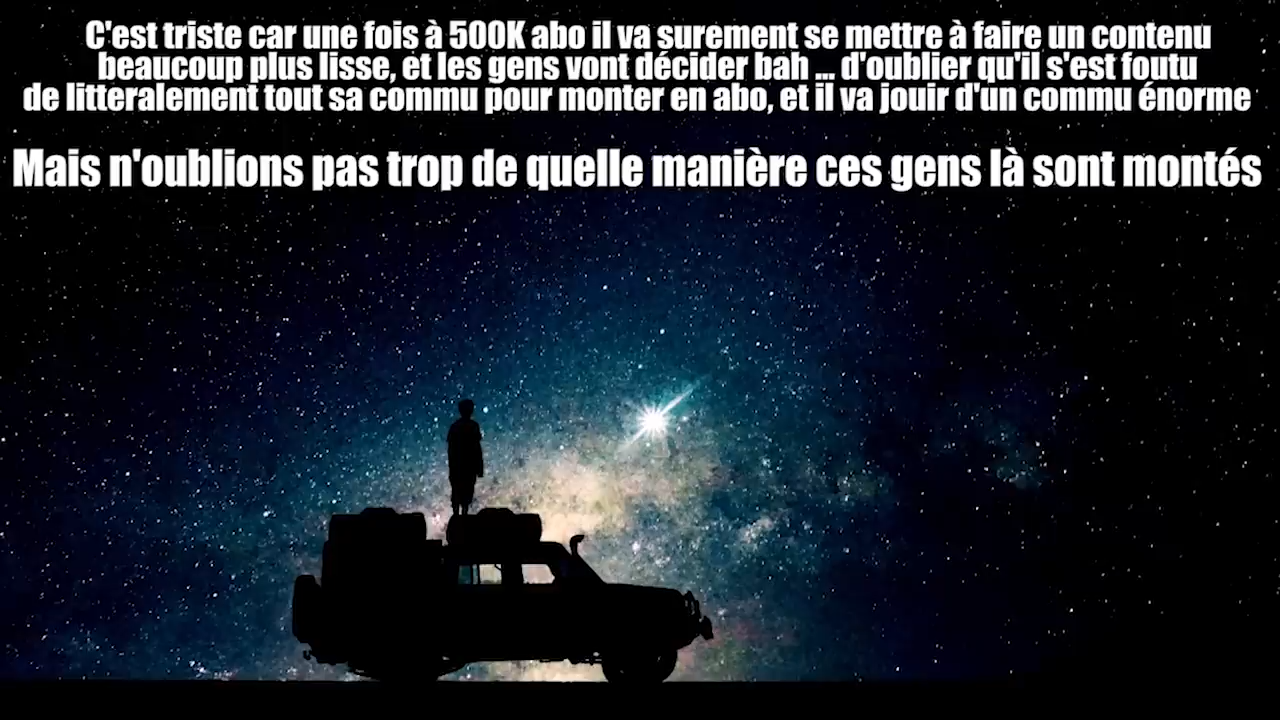 C'est triste car une fois à 500K abo il va surement se mettre à faire un contenu
beaucoup plus lisse, et les gens vont décider bah ... d'oublier qu'il s'est foutu
de litteralement tout sa commu pour monter en abo, et il va jouir d'un commu énorme
Mais n'oublions pas trop de quelle manière ces gens là sont montés